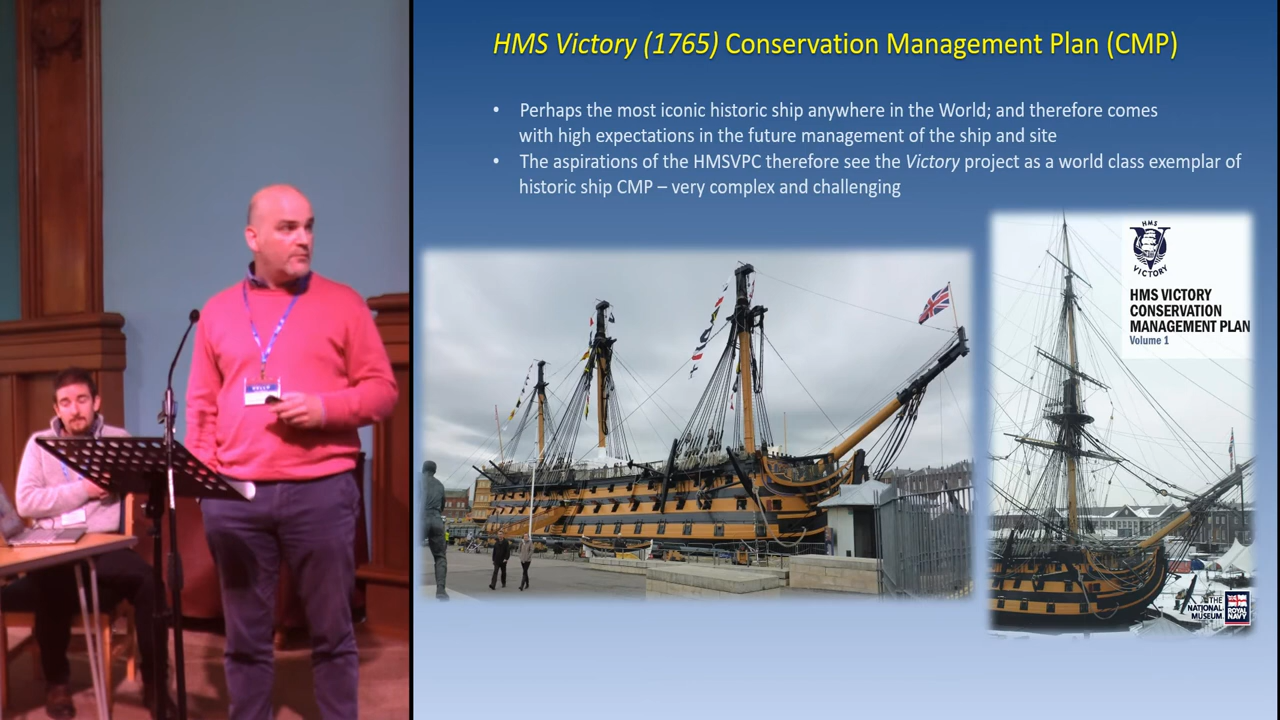 HMS Victory (1765) Conservation Management Plan (CMP)
• Perhaps the most iconic historic ship anywhere in the World; and therefore comes
with high expectations in the future management of the ship and site
• The aspirations of the HMSVPC therefore see the Victory project as a world class exemplar of
historic ship CMP – very complex and challenging
HMS
VICTORY
HMS VICTORY
CONSERVATION
MANAGEMENT PLAN
Volume 1
THE
NATIONAL
MUSEUM
ROYAL
NAVY